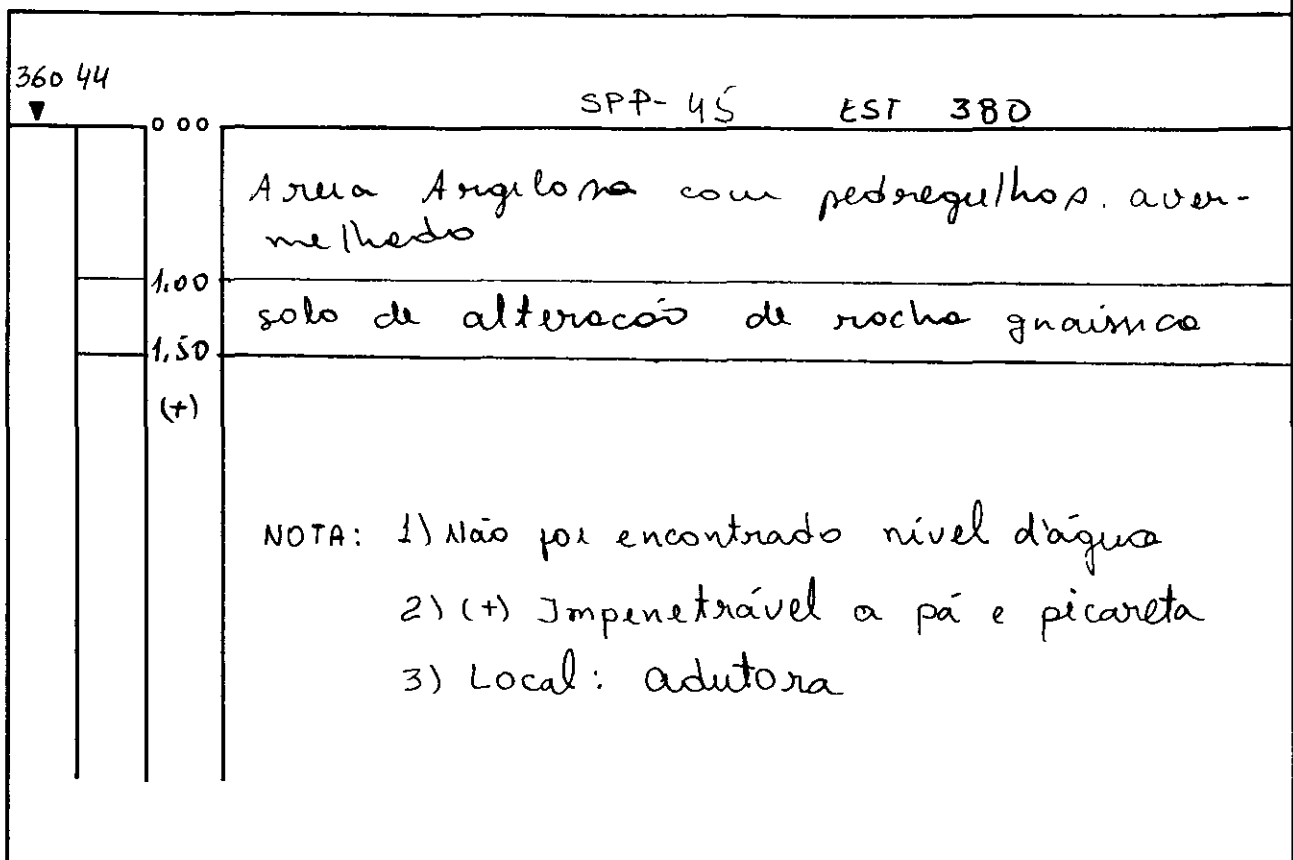 360 44
SPP-45 EST 380
0 00
Areia Argilosa com pedregulhos. aver-
melhado
1.00
solo de alteracão de rocha gnaissica
1,50
(+)
NOTA: 1) Não foi encontrado nível d'água
2) (+) Impenetrável a pá e picareta
3) Local: adutora